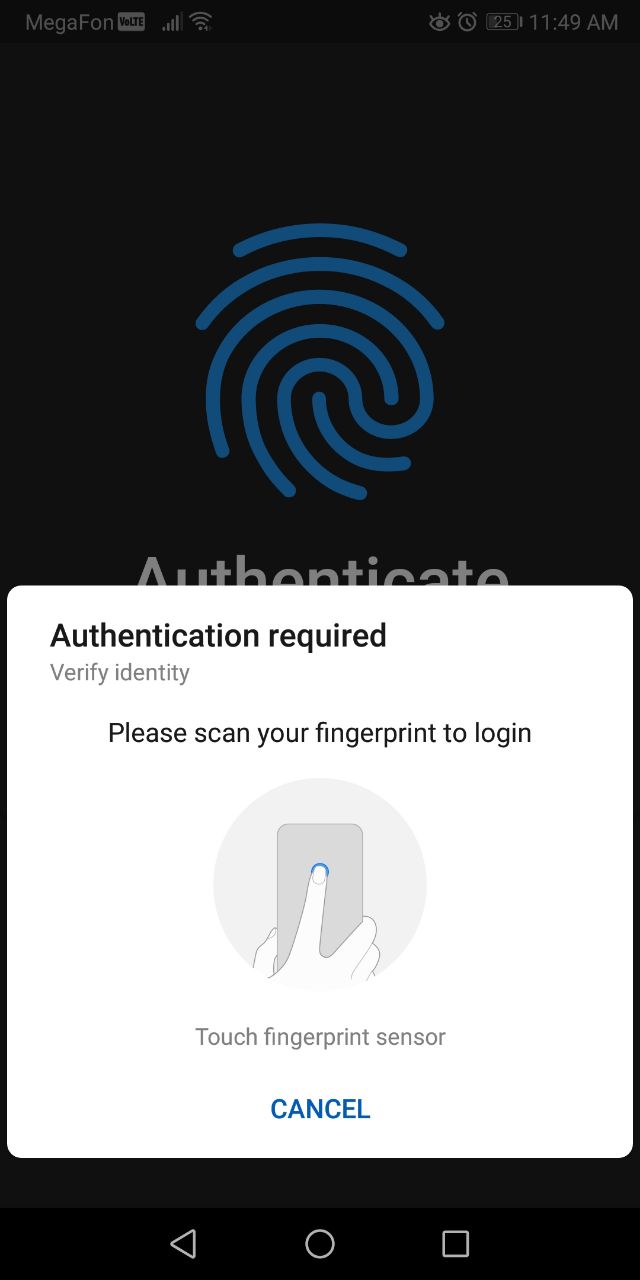 MegaFon VoLTE 25 11:49 AM
Authenticate
Authentication required
Verify identity
Please scan your fingerprint to login
Touch fingerprint sensor
CANCEL